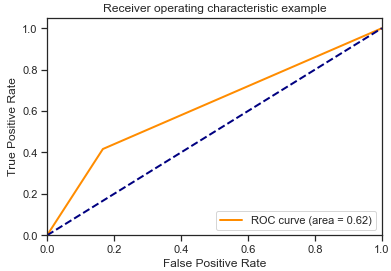 Receiver operating characteristic example
True Positive Rate
1.0
0.8
0.6
0.4
0.2
0.0
ROC curve (area = 0.62)
0.0 0.2 0.4 0.6 0.8 1.0
False Positive Rate